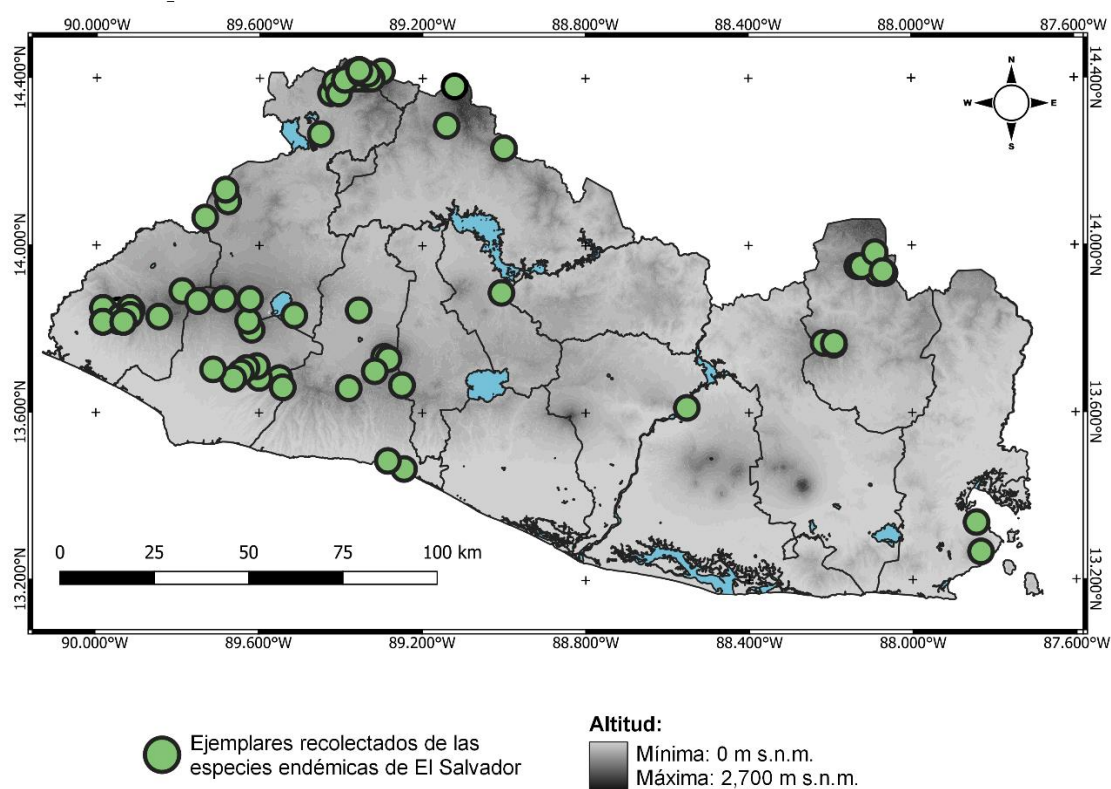 90.000°W 89.600°W 89.200°W 88.800°W 88.400°W 88.000°W 87.600°W
14.400°N 14.400°N
N
W E
S
14.000°N 14.000°N
13.600°N 13.600°N
0 25 50 75 100 km
13.200°N 13.200°N
90.000°W 89.600°W 89.200°W 88.800°W 88.400°W 88.000°W 87.600°W
Ejemplares recolectados de las
especies endémicas de El Salvador
Altitud:
Mínima: 0 m s.n.m.
Máxima: 2,700 m s.n.m.